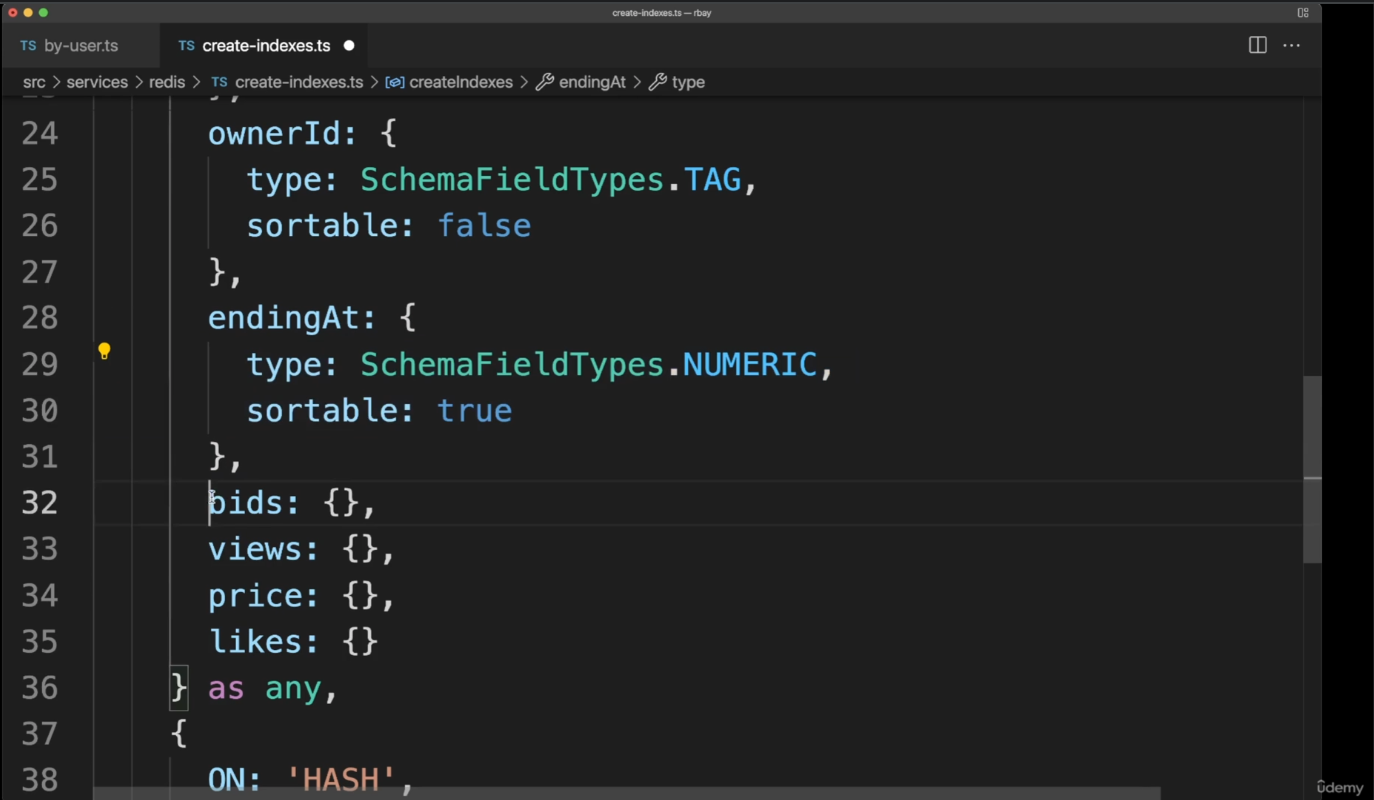 create-indexes.ts — rbay
TS by-user.ts TS create-indexes.ts
src > services > redis > TS create-indexes.ts > createIndexes > endingAt > type
24 ownerId: {
25 type: SchemaFieldTypes.TAG,
26 sortable: false
27 },
28 endingAt: {
29 type: SchemaFieldTypes.NUMERIC,
30 sortable: true
31 },
32 bids: {},
33 views: {},
34 price: {},
35 likes: {}
36 } as any,
37 {
38 ON: 'HASH',
ûdemy